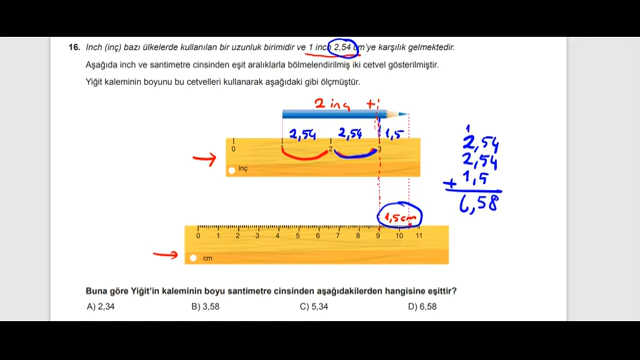 16. Inch (inç) bazı ülkelerde kullanılan bir uzunluk birimidir ve 1 inch 2,54 cm'ye karşılık gelmektedir.
Aşağıda inch ve santimetre cinsinden eşit aralıklarla bölmelendirilmiş iki cetvel gösterilmiştir.
Yiğit kaleminin boyunu bu cetvelleri kullanarak aşağıdaki gibi ölçmüştür.
2 inç +
2,54 2,54 1,5
0 2 3
inç
1
2,54
2,54
+ 1,5
6,58
1,5 cm
0 1 2 3 4 5 6 7 8 9 10 11
cm
Buna göre Yiğit'in kaleminin boyu santimetre cinsinden aşağıdakilerden hangisine eşittir?
A) 2,34 B) 3,58 C) 5,34 D) 6,58